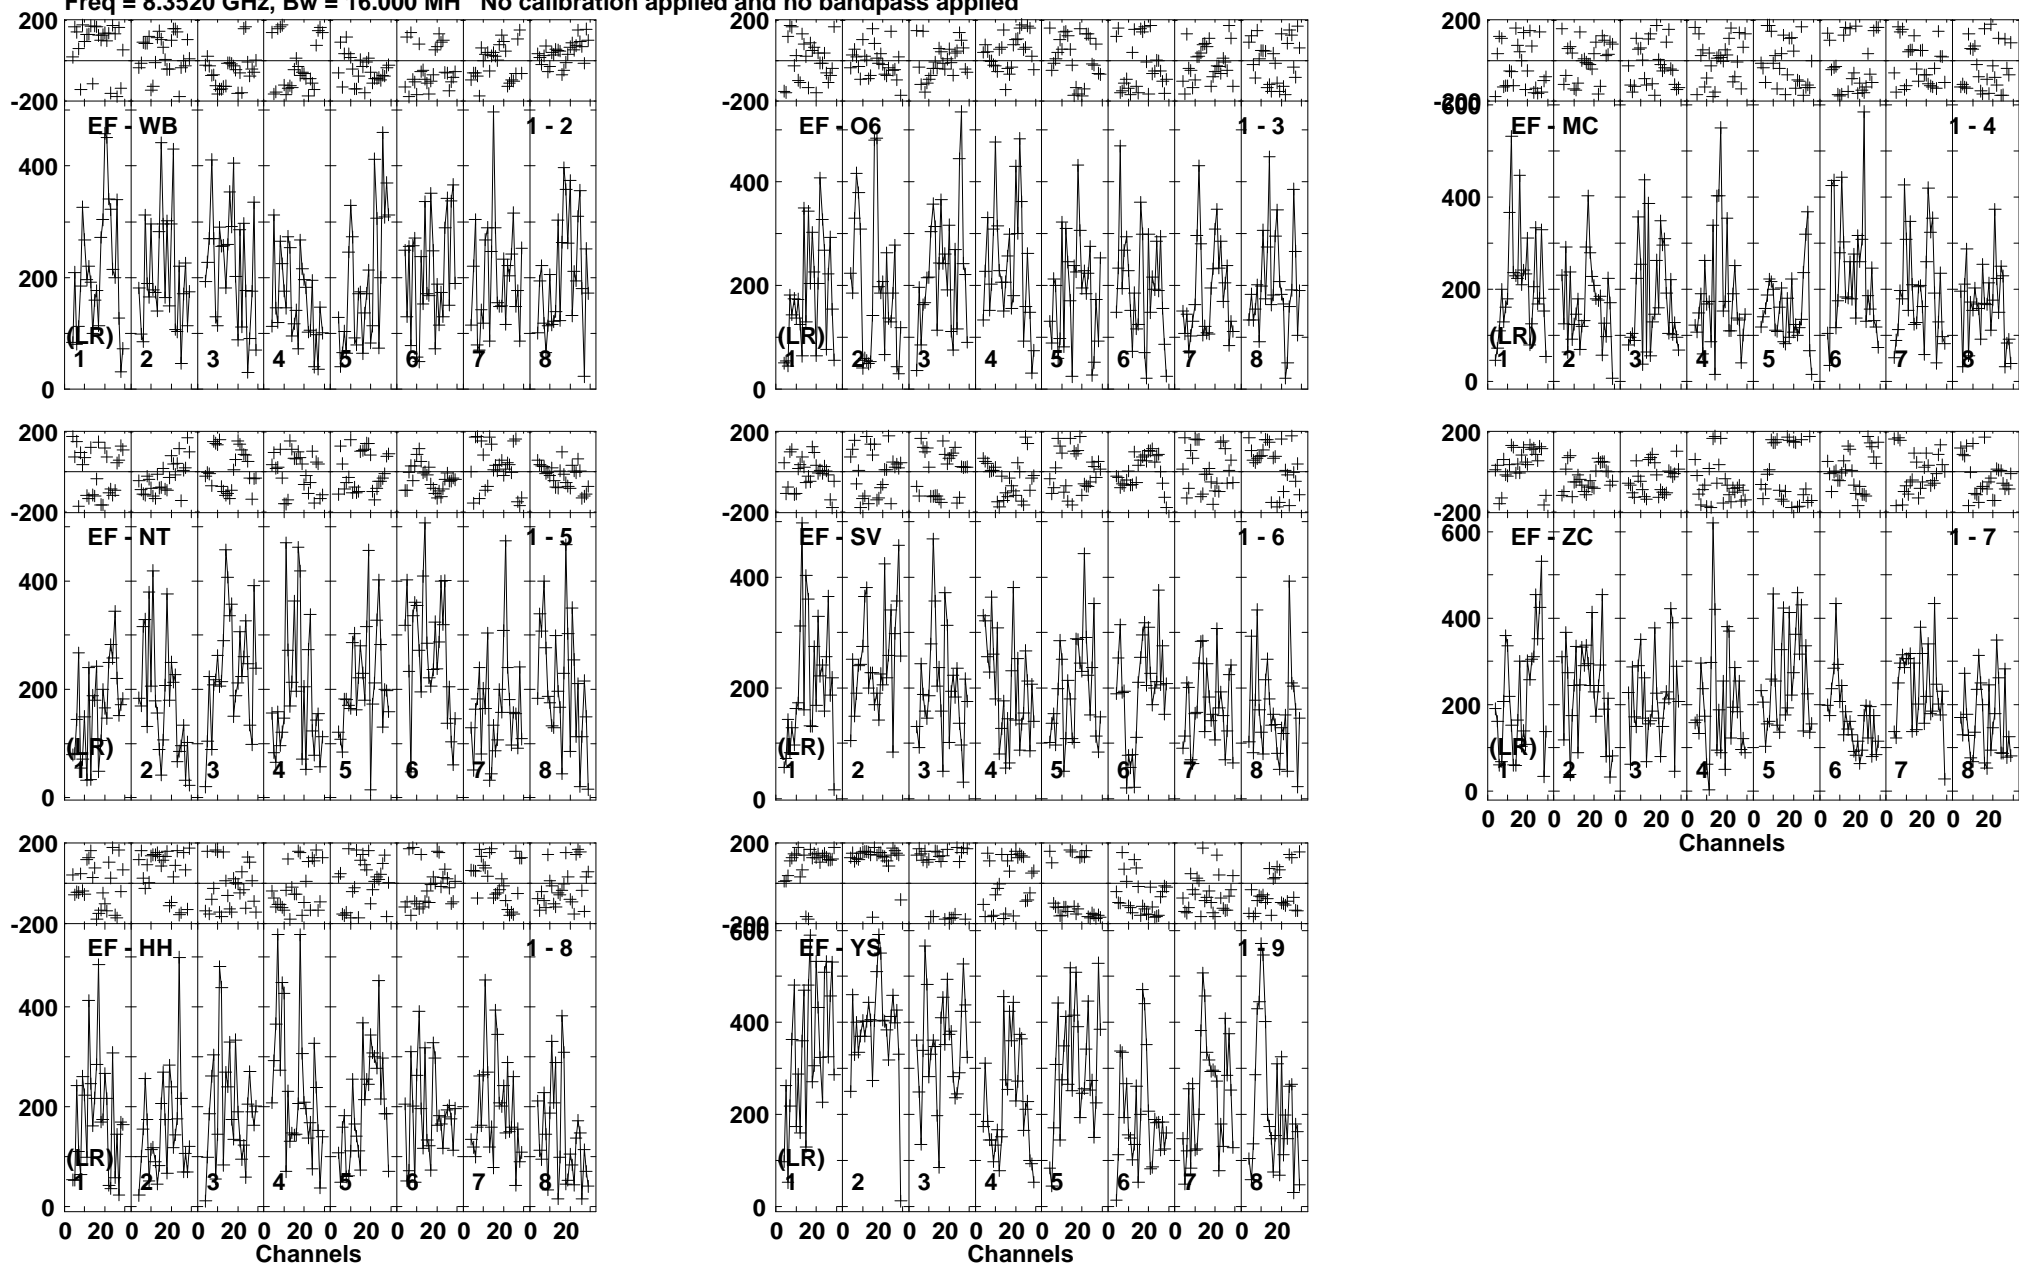 Freq = 8.3520 GHz, Bw = 16.000 MH No calibration applied and no bandpass applied
200
-200
EF - WB 1 - 2
400
200
0
(LR)
1 2 3 4 5 6 7 8
EF - O6 1 - 3
400
200
0
(LR)
1 2 3 4 5 6 7 8
200
-200
600
EF - MC 1 - 4
400
200
0
(LR)
1 2 3 4 5 6 7 8
200
-200
EF - NT 1 - 5
400
200
0
(LR)
1 2 3 4 5 6 7 8
200
-200
EF - SV 1 - 6
400
200
0
(LR)
1 2 3 4 5 6 7 8
200
-200
600
EF - ZC 1 - 7
400
200
0
(LR)
1 2 3 4 5 6 7 8
0 20 0 20 0 20 0 20 0 20 0 20 0 20 0 20
Channels
200
-200
EF - HH 1 - 8
400
200
0
(LR)
1 2 3 4 5 6 7 8
0 20 0 20 0 20 0 20 0 20 0 20 0 20 0 20
Channels
200
-200
600
EF - YS 1 - 9
400
200
0
(LR)
1 2 3 4 5 6 7 8
0 20 0 20 0 20 0 20 0 20 0 20 0 20 0 20
Channels